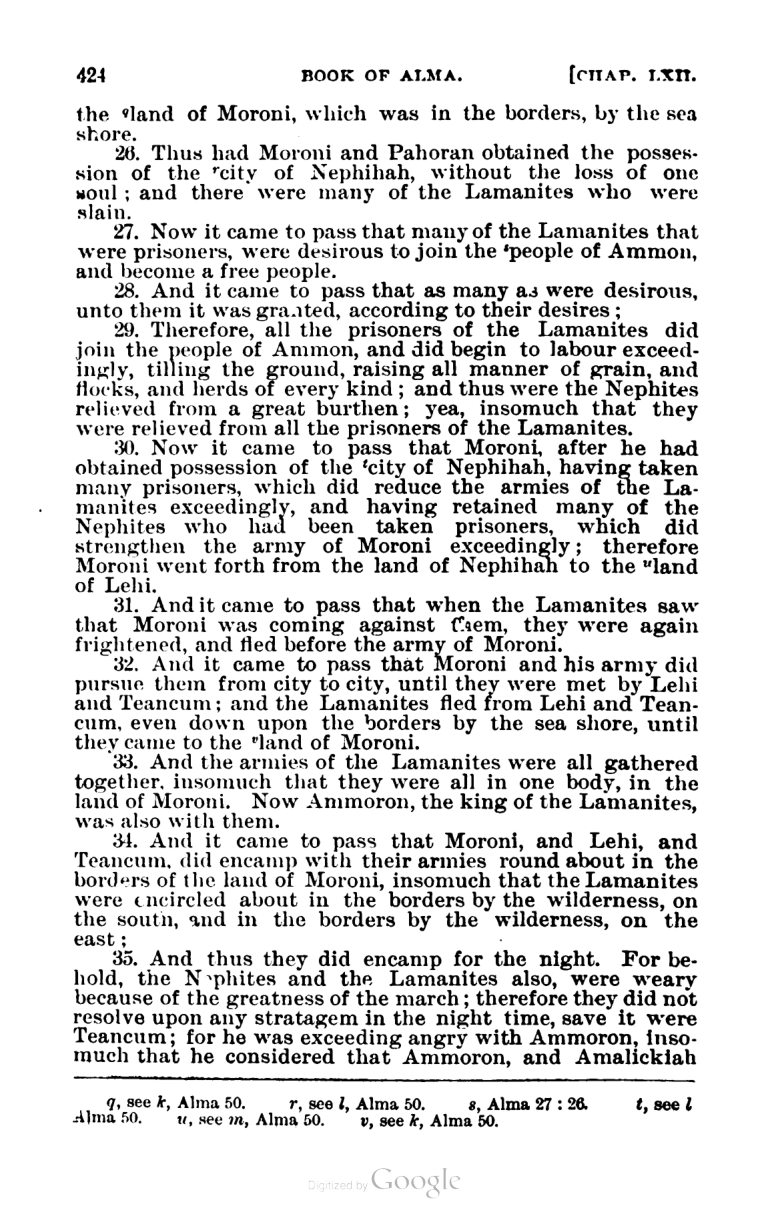 424 BOOK OF ALMA. [CHAP. LXII.
the qland of Moroni, which was in the borders, by the sea
shore.
26. Thus had Moroni and Pahoran obtained the posses-
sion of the rcity of Nephihah, without the loss of one
soul; and there were many of the Lamanites who were
slain.
27. Now it came to pass that many of the Lamanites that
were prisoners, were desirous to join the speople of Ammon,
and become a free people.
28. And it came to pass that as many as were desirous,
unto them it was granted, according to their desires;
29. Therefore, all the prisoners of the Lamanites did
join the people of Ammon, and did begin to labour exceed-
ingly, tilling the ground, raising all manner of grain, and
flocks, and herds of every kind; and thus were the Nephites
relieved from a great burthen; yea, insomuch that they
were relieved from all the prisoners of the Lamanites.
30. Now it came to pass that Moroni, after he had
obtained possession of the tcity of Nephihah, having taken
many prisoners, which did reduce the armies of the La-
manites exceedingly, and having retained many of the
Nephites who had been taken prisoners, which did
strengthen the army of Moroni exceedingly; therefore
Moroni went forth from the land of Nephihah to the uland
of Lehi.
31. And it came to pass that when the Lamanites saw
that Moroni was coming against them, they were again
frightened, and fled before the army of Moroni.
32. And it came to pass that Moroni and his army did
pursue them from city to city, until they were met by Lehi
and Teancum; and the Lamanites fled from Lehi and Tean-
cum, even down upon the borders by the sea shore, until
they came to the vland of Moroni.
33. And the armies of the Lamanites were all gathered
together, insomuch that they were all in one body, in the
land of Moroni. Now Ammoron, the king of the Lamanites,
was also with them.
34. And it came to pass that Moroni, and Lehi, and
Teancum, did encamp with their armies round about in the
borders of the land of Moroni, insomuch that the Lamanites
were encircled about in the borders by the wilderness, on
the south, and in the borders by the wilderness, on the
east;
35. And thus they did encamp for the night. For be-
hold, the Nephites and the Lamanites also, were weary
because of the greatness of the march; therefore they did not
resolve upon any stratagem in the night time, save it were
Teancum; for he was exceeding angry with Ammoron, inso-
much that he considered that Ammoron, and Amalickiah
q, see k, Alma 50. r, see l, Alma 50. s, Alma 27 : 26. t, see l
Alma 50. u, see m, Alma 50. v, see k, Alma 50.
Digitized by Google